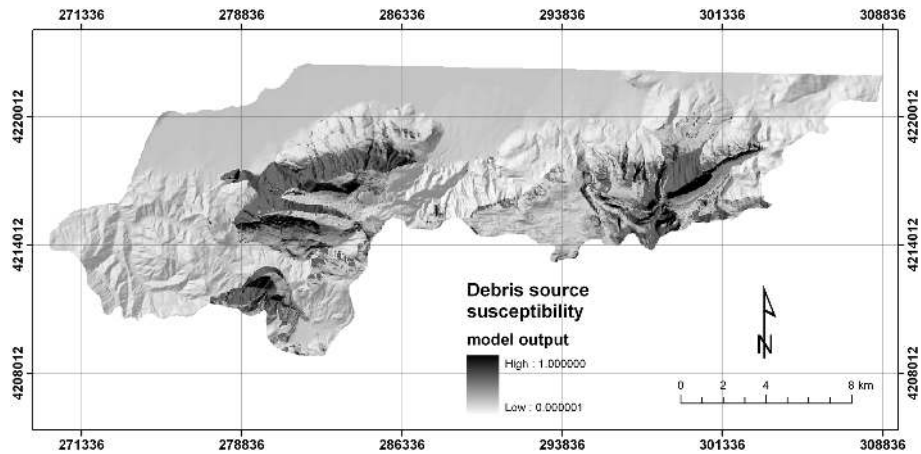 271336 278836 286336 293836 301336 308836
4220012 4220012
4214012 4214012
Debris source
susceptibility
model output
High : 1.000000
Low : 0.000001
N
4208012 4208012
0 2 4 8 km
271336 278836 286336 293836 301336 308836